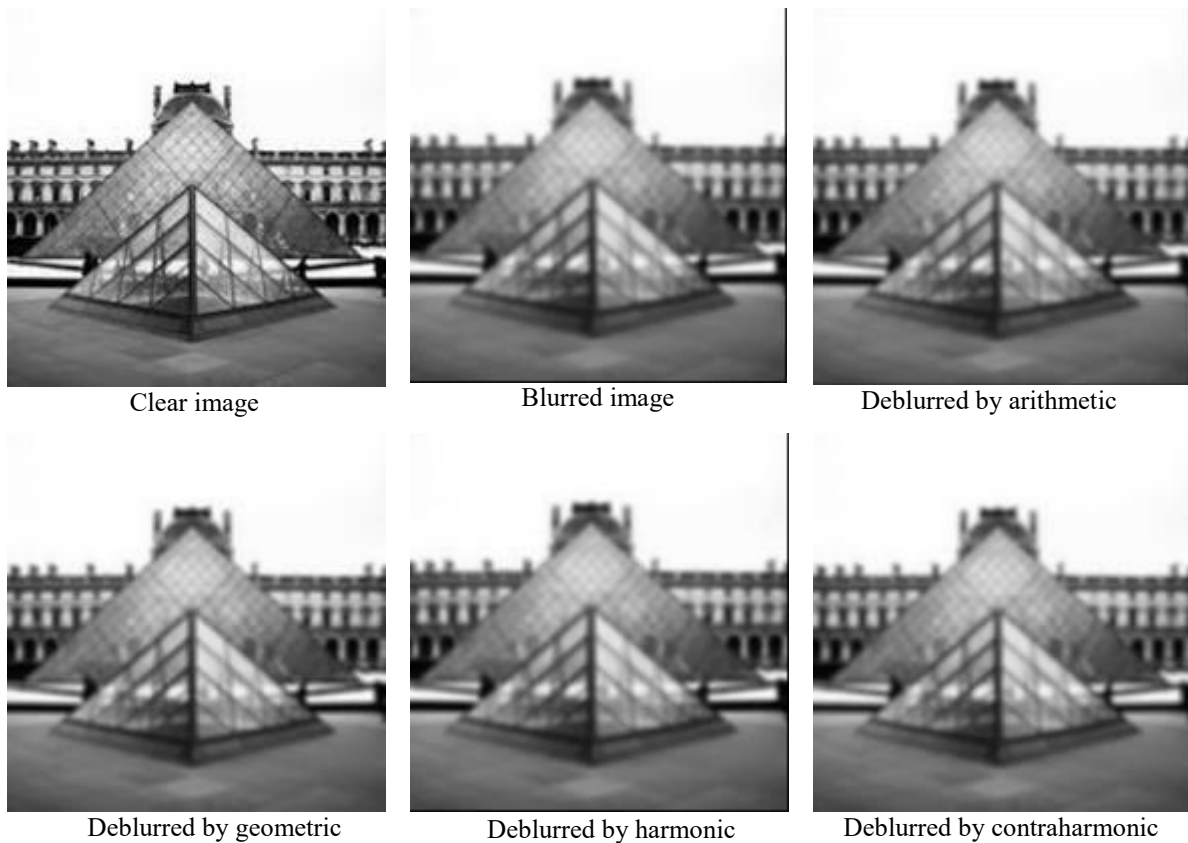 Clear image
Blurred image
Deblurred by arithmetic
Deblurred by geometric
Deblurred by harmonic
Deblurred by contraharmonic